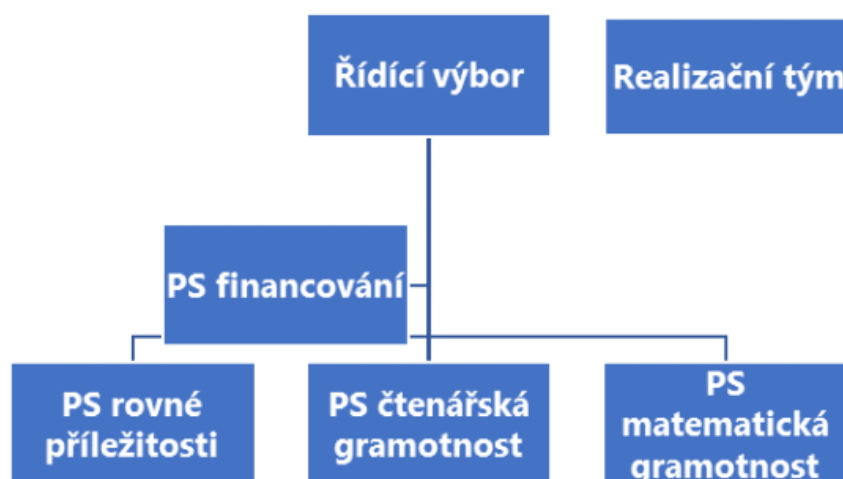 Řídící výbor
Realizační tým
PS financování
PS rovné
příležitosti
PS čtenářská
gramotnost
PS
matematická
gramotnost